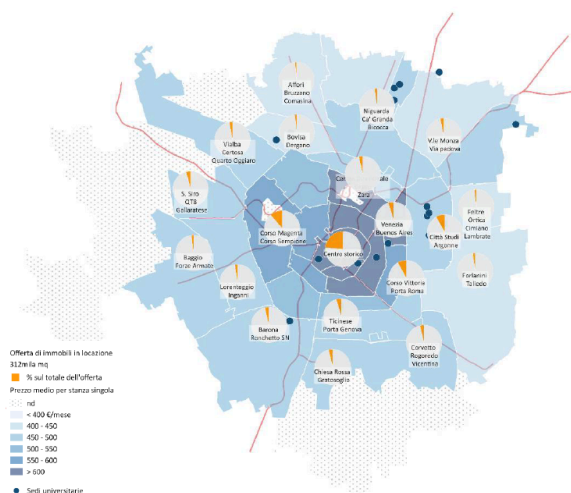 Affori
Bruzzano
Comasina
Niguarda
Ca' Granda
Bicocca
V.le Monza
Via padova
Bovisa
Dergano
Vialba
Certosa
Quarto Oggiaro
S. Siro
QT8
Gallaratese
Zara
Corso Magenta
Corso Sempione
Venezia
Buenos Aires
Città Studi
Argonne
Feltre
Ortica
Cimiano
Lambrate
Centro storico
Baggio
Forze Armate
Lorenteggio
Inganni
Corso Vittoria
Porta Roma
Forlanini
Taliedo
Barona
Ronchetto SN
Ticinese
Porta Genova
Corvetto
Rogoredo
Vicentina
Chiesa Rossa
Gratosoglio
Offerta di immobili in locazione
312mila mq
% sul totale dell'offerta
Prezzo medio per stanza singola
nd
< 400 €/mese
400 - 450
450 - 500
500 - 550
550 - 600
> 600
Sedi universitarie